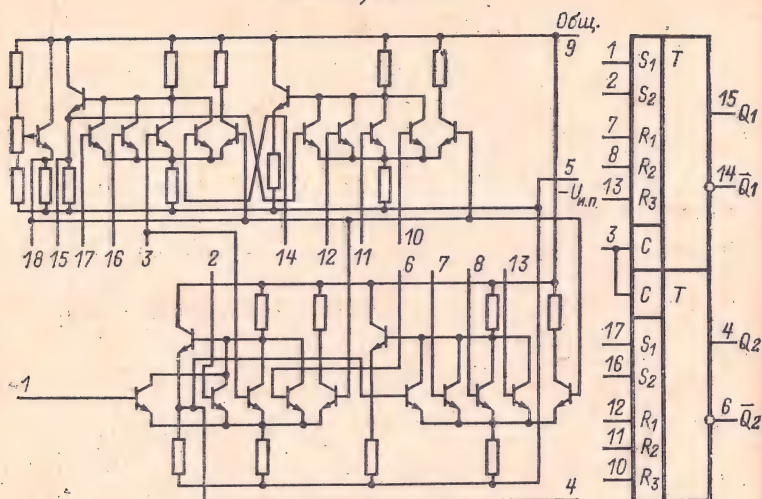 Общ.
9
5
-Uи.п.
18 15 17 16 3 14 12 11 10
2 6 7 8 13
1
4
1 S1 T
2 S2
15 Q1
7 R1
8 R2
14 Q̅1
13 R3
3 C
C T
17 S1
4 Q2
16 S2
12 R1
6 Q̅2
11 R2
10 R3